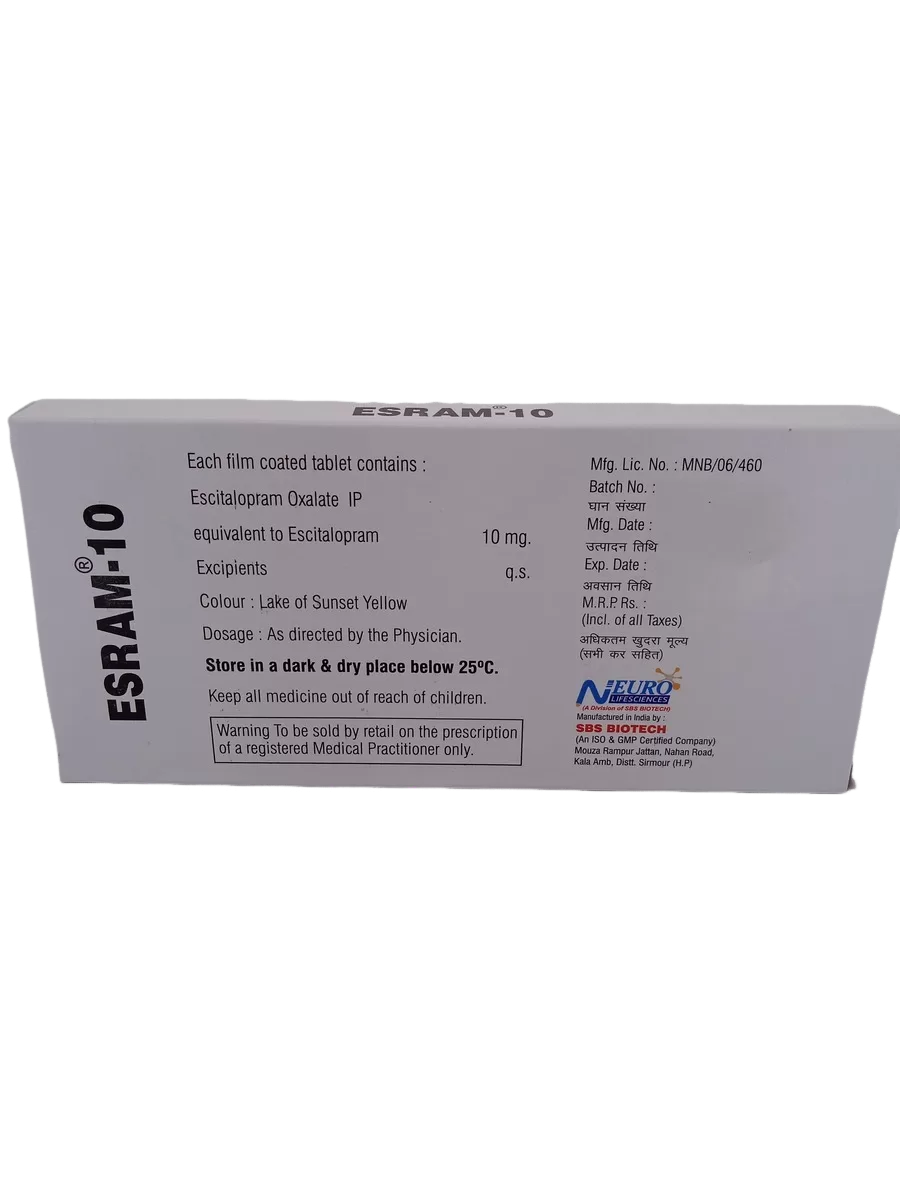 ESRAM®-10
ESRAM®-10
Each film coated tablet contains :
Escitalopram Oxalate IP
equivalent to Escitalopram 10 mg.
Excipients q.s.
Colour : Lake of Sunset Yellow
Dosage : As directed by the Physician.
Store in a dark & dry place below 25ºC.
Keep all medicine out of reach of children.
Warning To be sold by retail on the prescription
of a registered Medical Practitioner only.
Mfg. Lic. No. : MNB/06/460
Batch No. :
घान संख्या
Mfg. Date :
उत्पादन तिथि
Exp. Date :
अवसान तिथि
M.R.P. Rs. :
(Incl. of all Taxes)
अधिकतम खुदरा मूल्य
(सभी कर सहित)
NEURO
LIFESCIENCES
(A Division of SBS BIOTECH)
Manufactured in India by :
SBS BIOTECH
(An ISO & GMP Certified Company)
Mouza Rampur Jattan, Nahan Road,
Kala Amb, Distt. Sirmour (H.P)